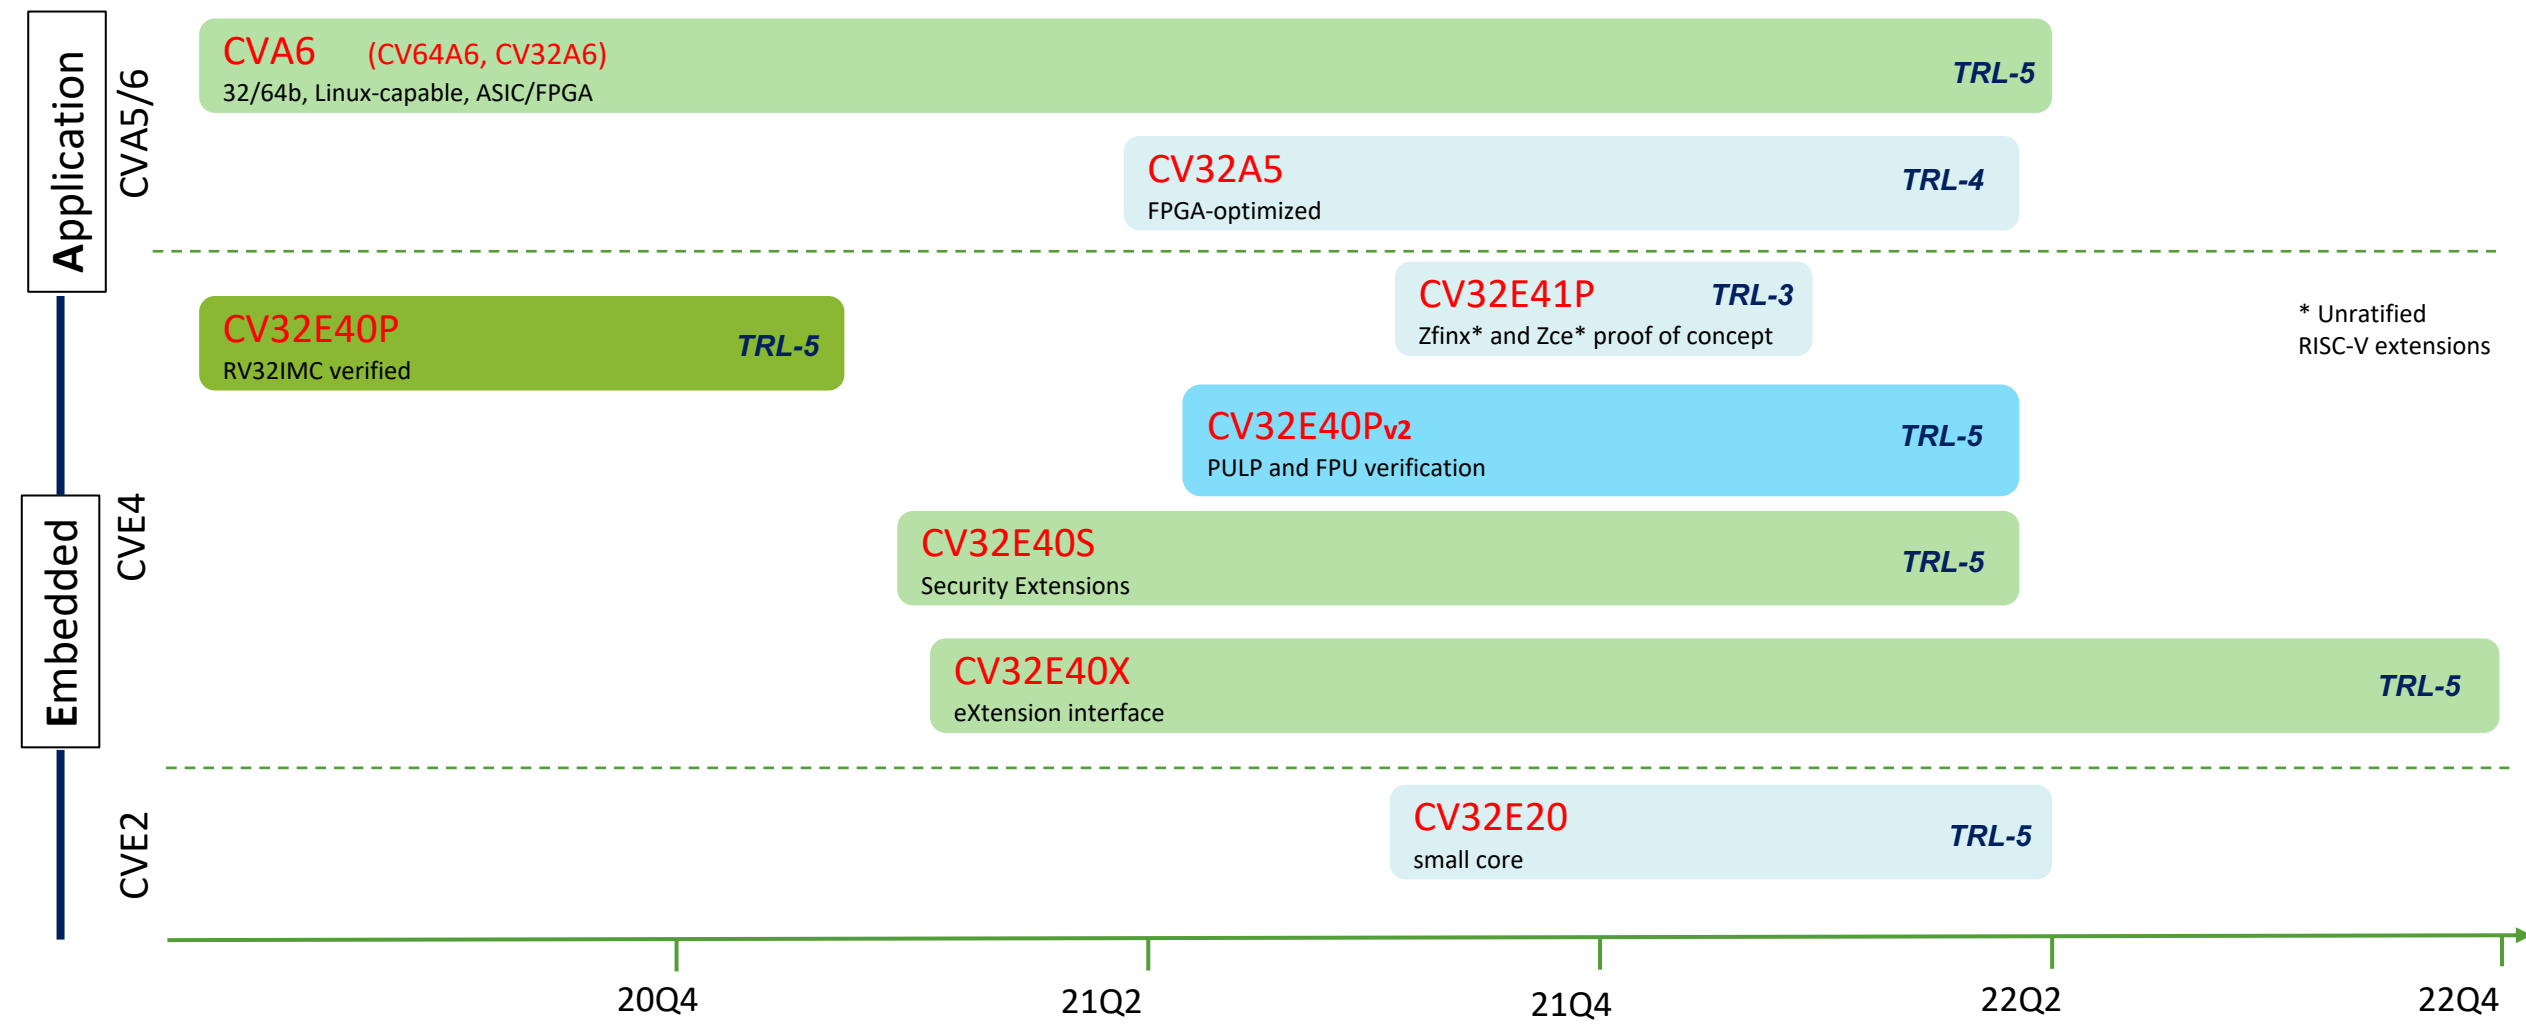 Application
CVA5/6
CVA6 (CV64A6, CV32A6)
32/64b, Linux-capable, ASIC/FPGA
TRL-5
CV32A5
FPGA-optimized
TRL-4
Embedded
CVE4
CV32E41P
Zfinx* and Zce* proof of concept
TRL-3
* Unratified
RISC-V extensions
CV32E40P
RV32IMC verified
TRL-5
CV32E40Pv2
PULP and FPU verification
TRL-5
CV32E40S
Security Extensions
TRL-5
CV32E40X
eXtension interface
TRL-5
CVE2
CV32E20
small core
TRL-5
20Q4
21Q2
21Q4
22Q2
22Q4